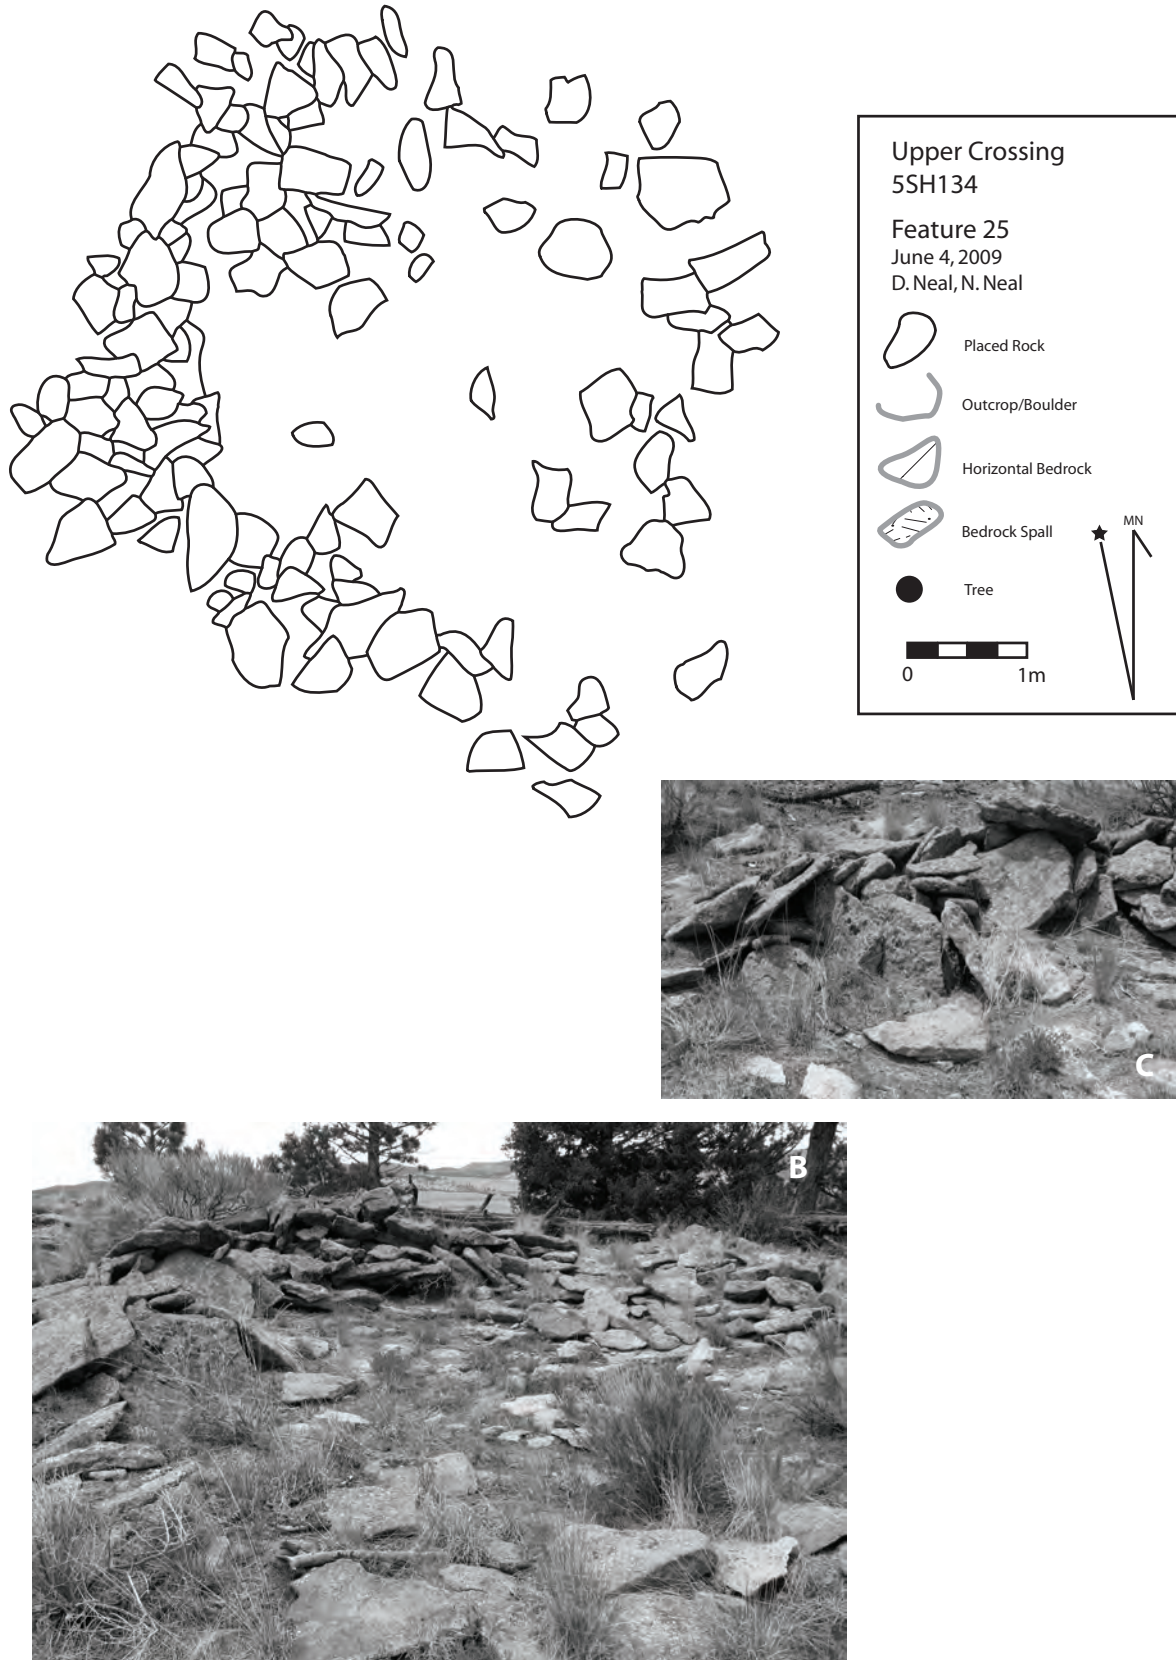 Upper Crossing
5SH134
Feature 25
June 4, 2009
D. Neal, N. Neal
Placed Rock
Outcrop/Boulder
Horizontal Bedrock
Bedrock Spall
MN
Tree
0 1m
C
B